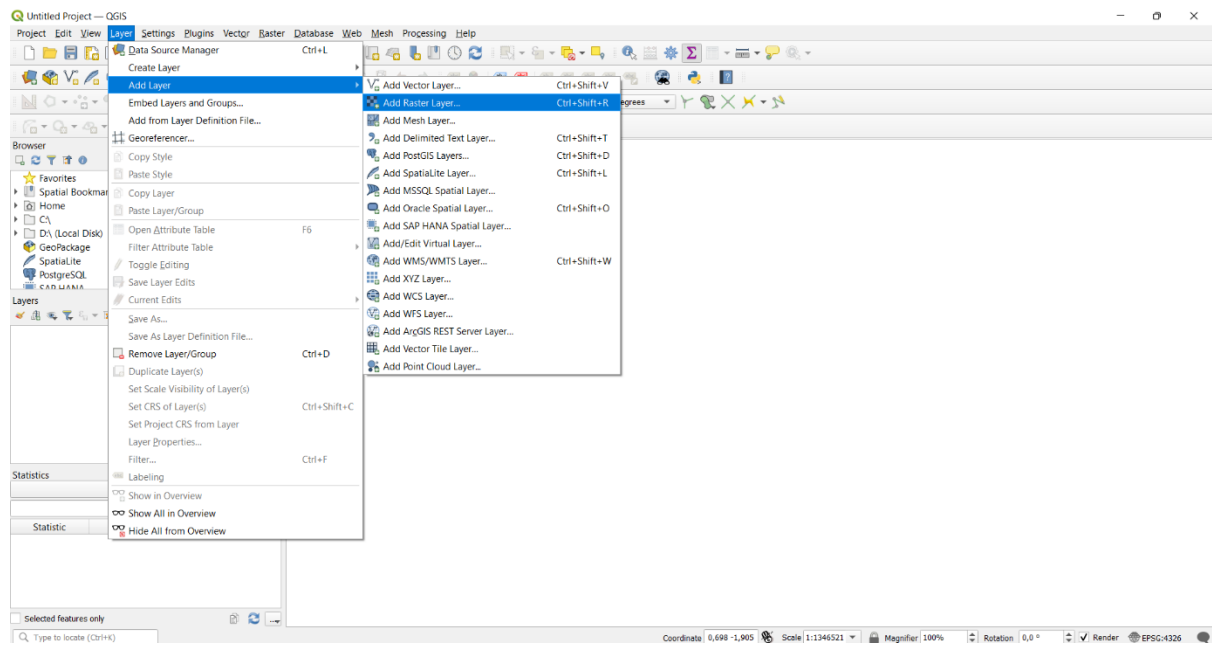 Untitled Project — QGIS
Project Edit View Layer Settings Plugins Vector Raster Database Web Mesh Processing Help
Data Source Manager Ctrl+L
Create Layer
Add Layer
Embed Layers and Groups...
Add from Layer Definition File...
Georeferencer...
Copy Style
Paste Style
Copy Layer
Paste Layer/Group
Open Attribute Table F6
Filter Attribute Table
Toggle Editing
Save Layer Edits
Current Edits
Save As...
Save As Layer Definition File...
Remove Layer/Group Ctrl+D
Duplicate Layer(s)
Set Scale Visibility of Layer(s)
Set CRS of Layer(s) Ctrl+Shift+C
Set Project CRS from Layer
Layer Properties...
Filter... Ctrl+F
Labeling
Show in Overview
Show All in Overview
Hide All from Overview
Add Vector Layer... Ctrl+Shift+V
Add Raster Layer... Ctrl+Shift+R
Add Mesh Layer...
Add Delimited Text Layer... Ctrl+Shift+T
Add PostGIS Layers... Ctrl+Shift+D
Add SpatiaLite Layer... Ctrl+Shift+L
Add MSSQL Spatial Layer...
Add Oracle Spatial Layer... Ctrl+Shift+O
Add SAP HANA Spatial Layer...
Add/Edit Virtual Layer...
Add WMS/WMTS Layer... Ctrl+Shift+W
Add XYZ Layer...
Add WCS Layer...
Add WFS Layer...
Add ArcGIS REST Server Layer...
Add Vector Tile Layer...
Add Point Cloud Layer...
egrees
Browser
Favorites
Spatial Bookmar
Home
C:\
D:\ (Local Disk)
GeoPackage
SpatiaLite
PostgreSQL
SAP HANA
Layers
Statistics
Statistic
Selected features only
Type to locate (Ctrl+K)
Coordinate 0,698 -1,905 Scale 1:1346521 Magnifier 100% Rotation 0,0 ° Render EPSG:4326